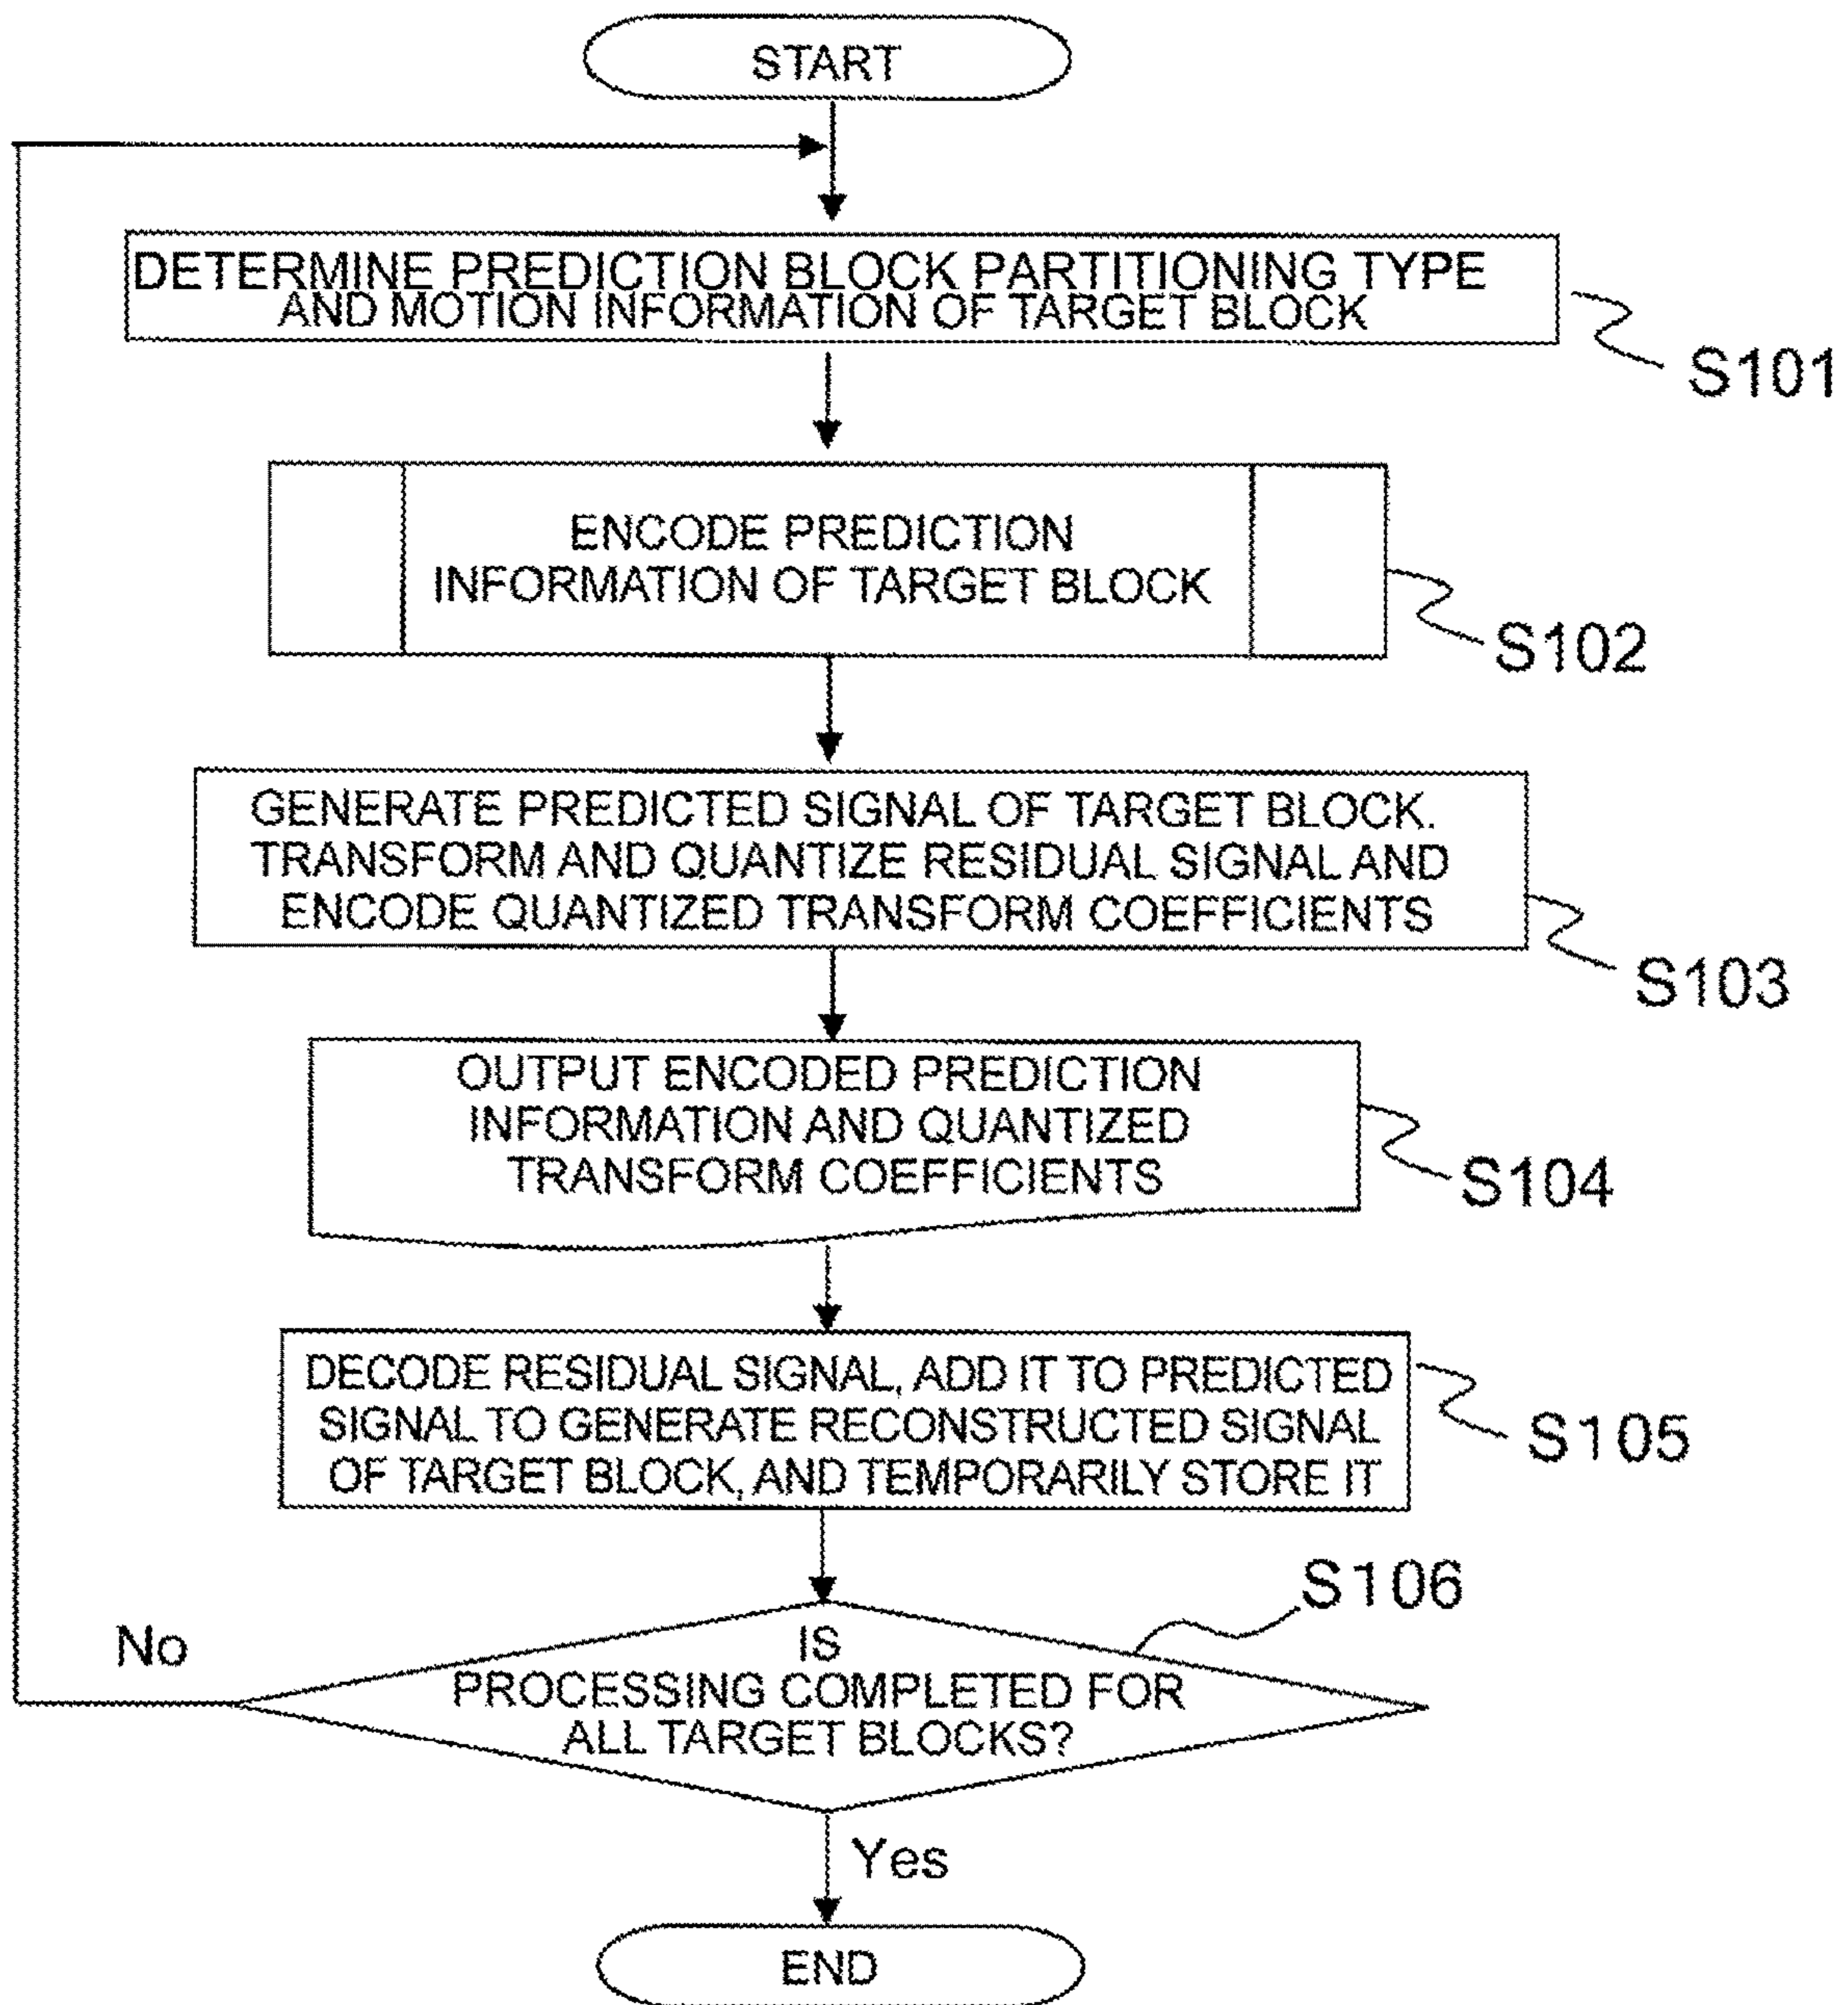 START
DETERMINE PREDICTION BLOCK PARTITIONING TYPE
AND MOTION INFORMATION OF TARGET BLOCK
S101
ENCODE PREDICTION
INFORMATION OF TARGET BLOCK
S102
GENERATE PREDICTED SIGNAL OF TARGET BLOCK.
TRANSFORM AND QUANTIZE RESIDUAL SIGNAL AND
ENCODE QUANTIZED TRANSFORM COEFFICIENTS
S103
OUTPUT ENCODED PREDICTION
INFORMATION AND QUANTIZED
TRANSFORM COEFFICIENTS
S104
DECODE RESIDUAL SIGNAL, ADD IT TO PREDICTED
SIGNAL TO GENERATE RECONSTRUCTED SIGNAL
OF TARGET BLOCK, AND TEMPORARILY STORE IT
S105
S106
No
IS
PROCESSING COMPLETED FOR
ALL TARGET BLOCKS?
Yes
END